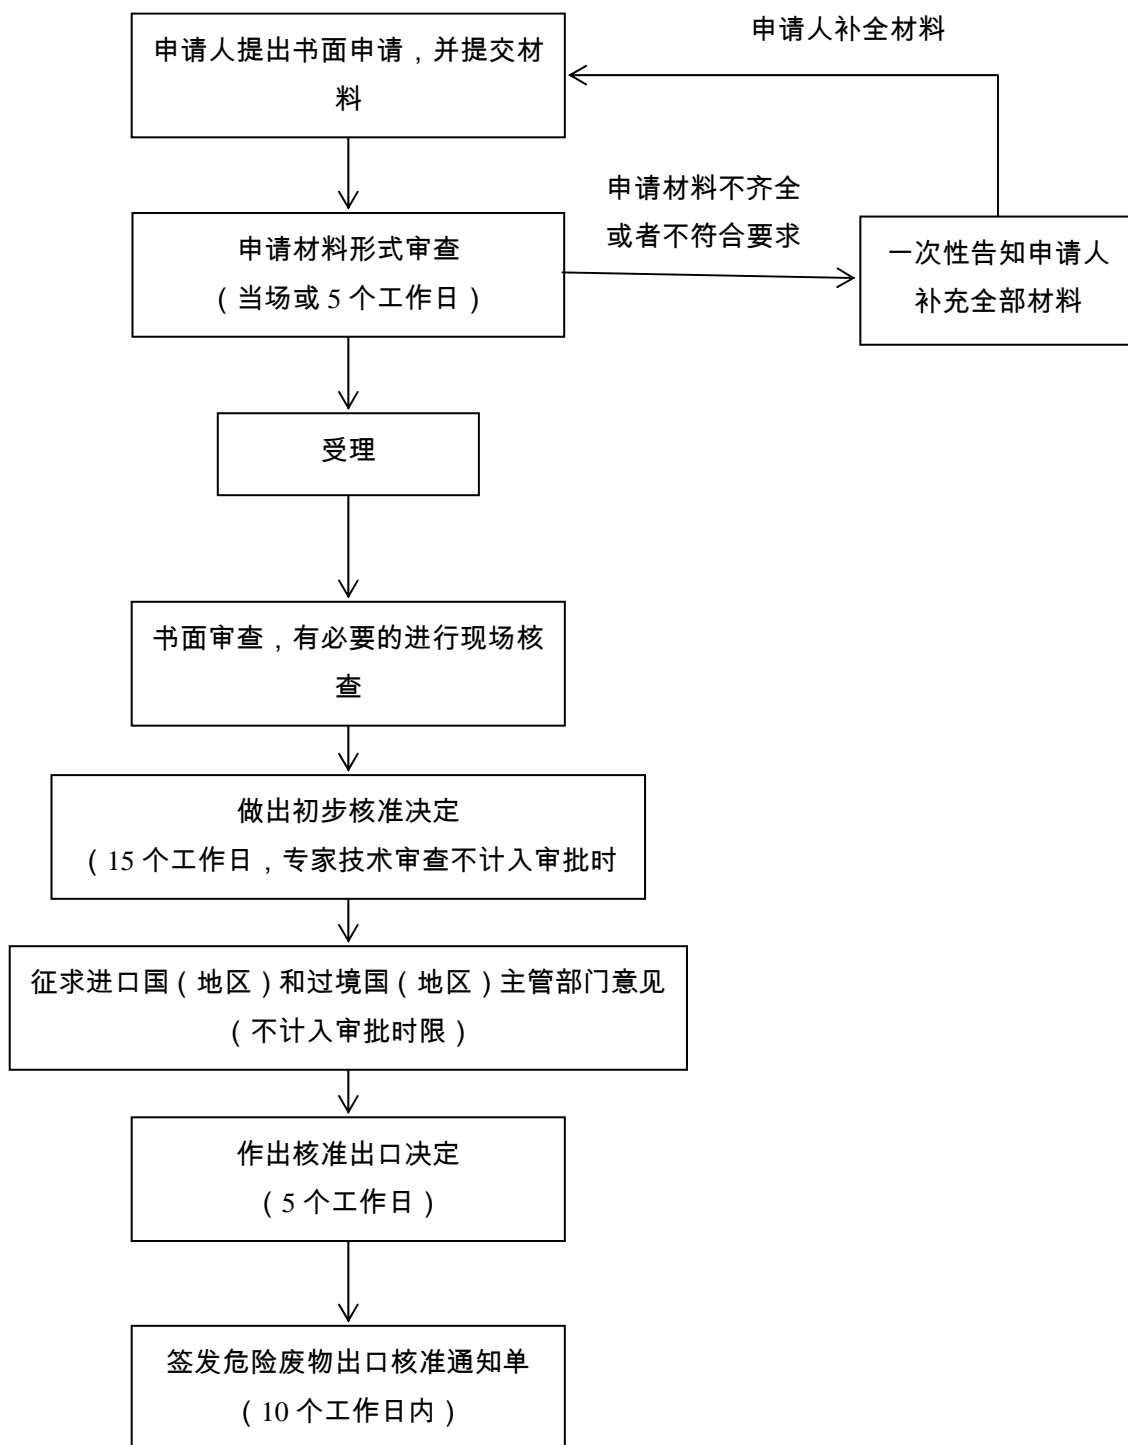 申请人提出书面申请，并提交材
料
申请人补全材料
申请材料不齐全
或者不符合要求
申请材料形式审查
（当场或 5 个工作日）
一次性告知申请人
补充全部材料
受理
书面审查，有必要的进行现场核
查
做出初步核准决定
（15 个工作日，专家技术审查不计入审批时
征求进口国（地区）和过境国（地区）主管部门意见
（不计入审批时限）
作出核准出口决定
（5 个工作日）
签发危险废物出口核准通知单
（10 个工作日内）